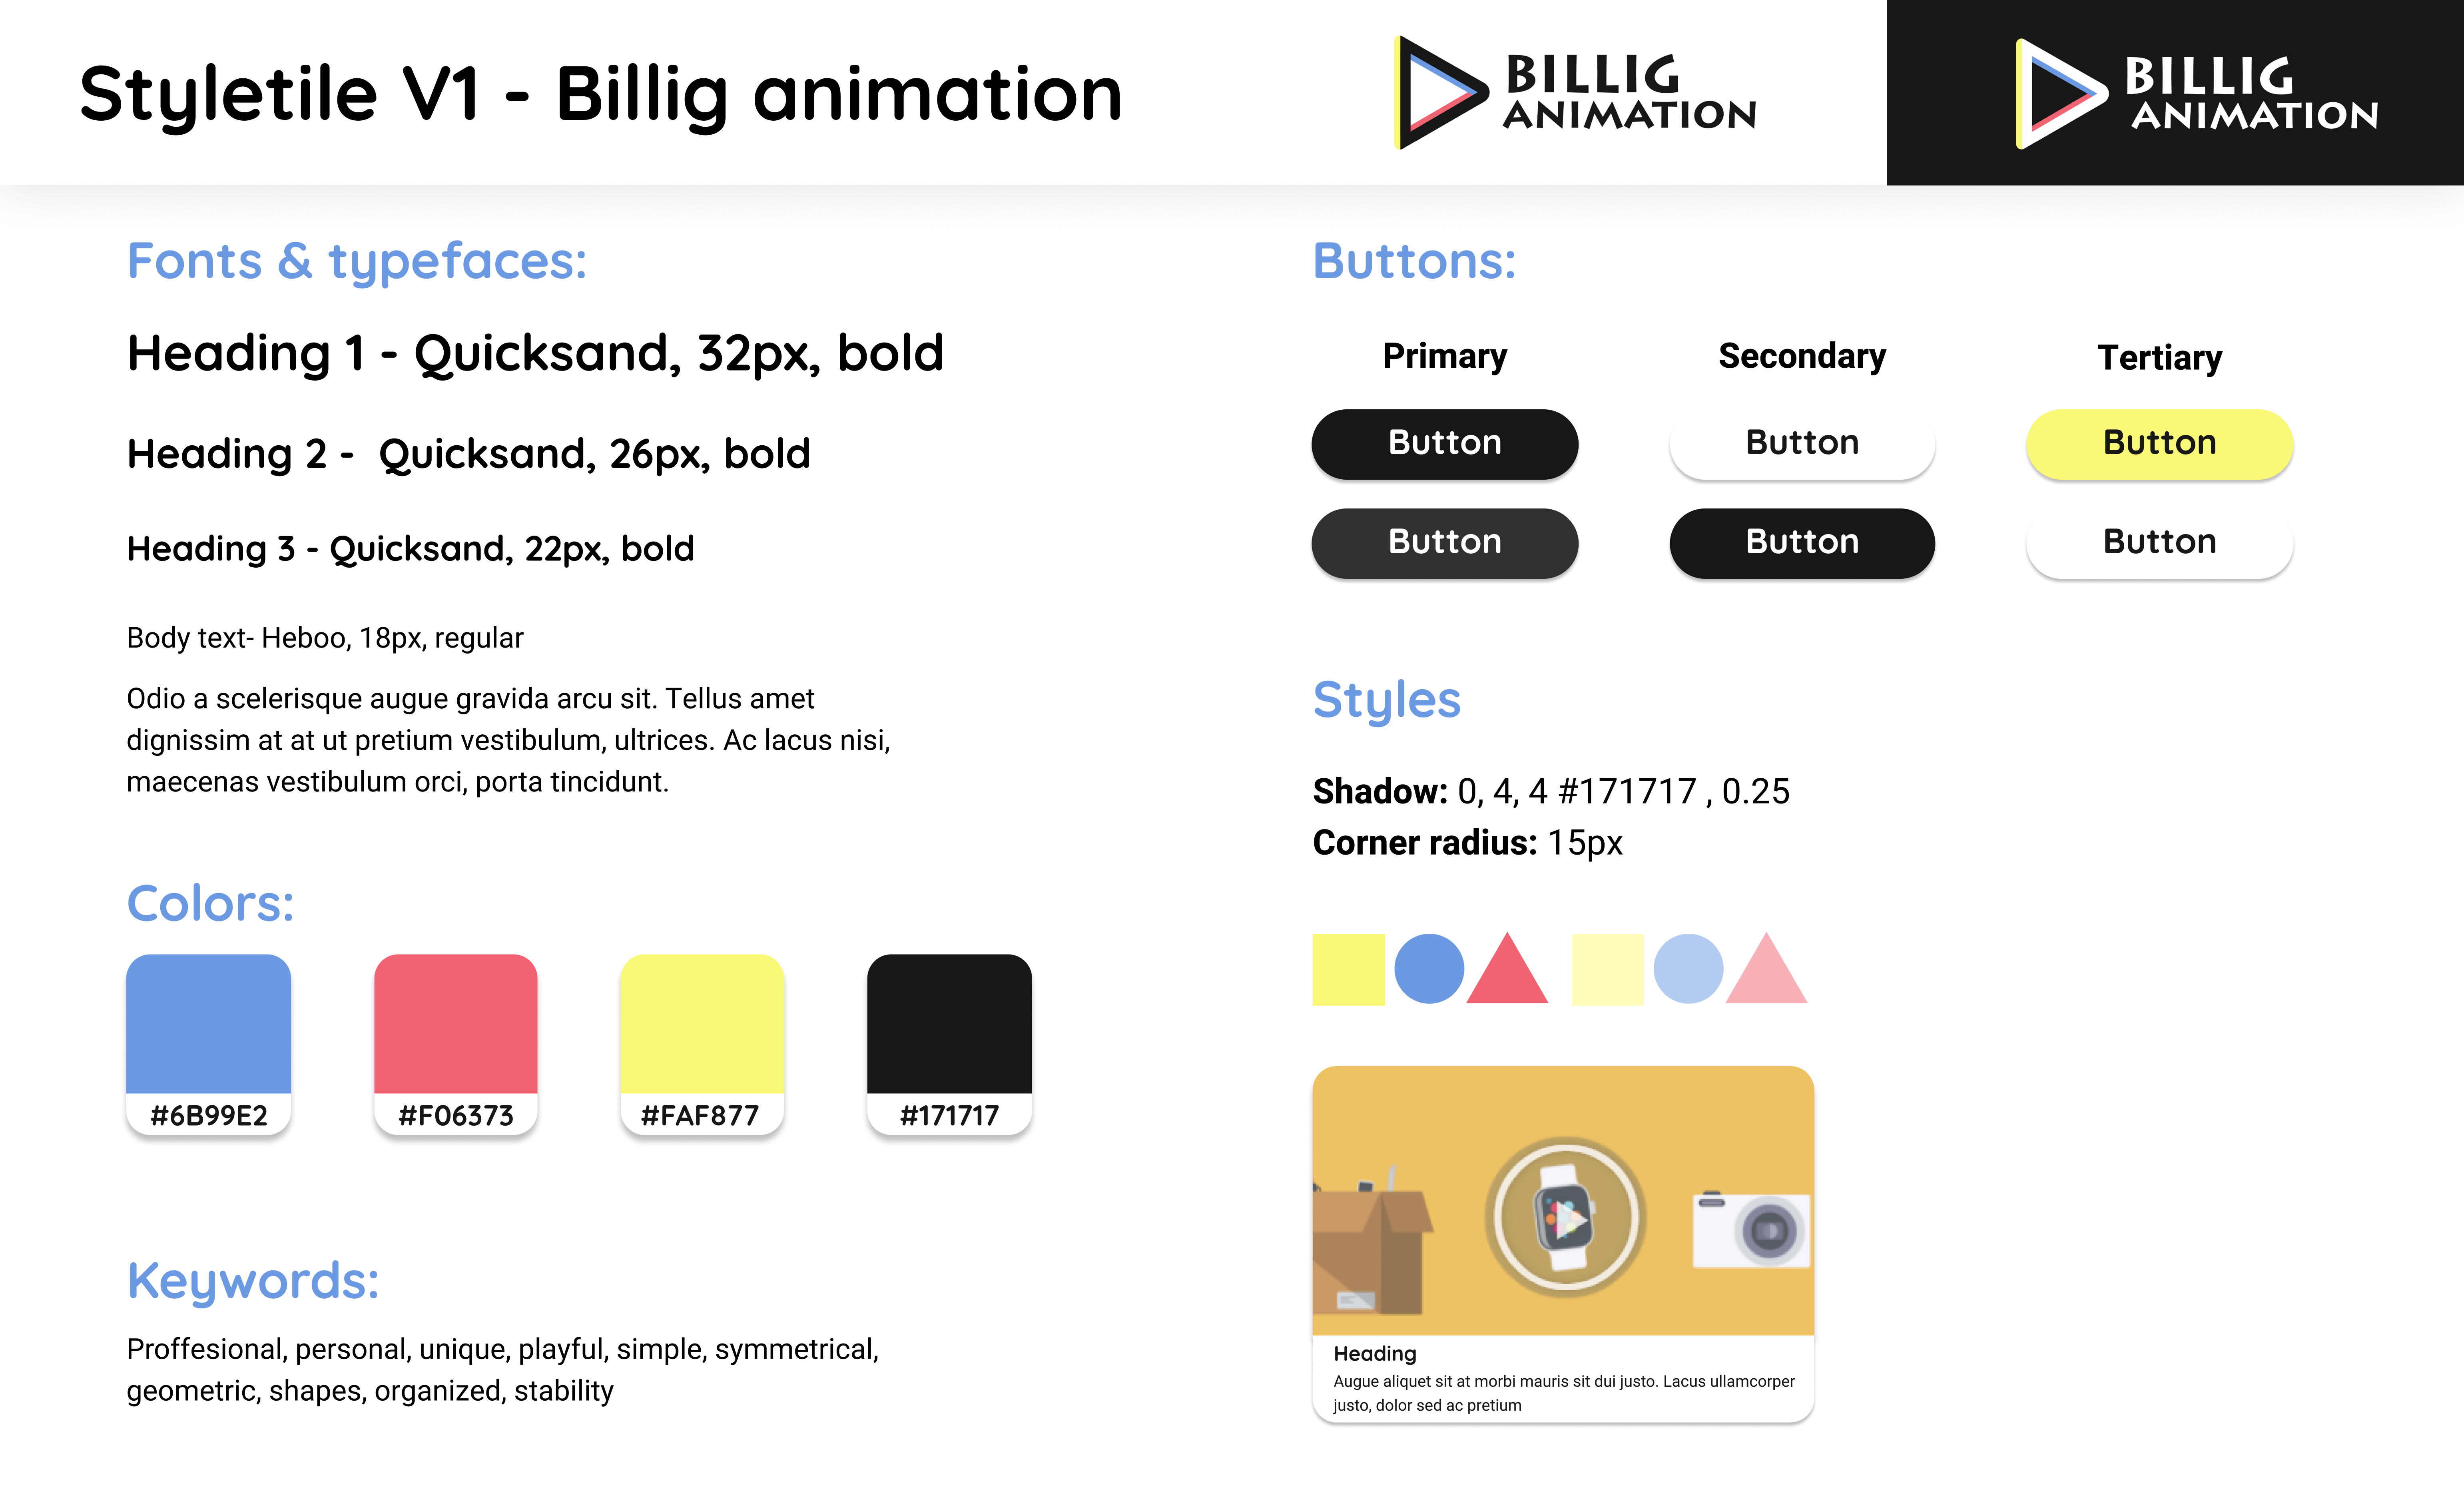 Styletile V1 - Billig animation
BILLIG
ANIMATION
BILLIG
ANIMATION
Fonts & typefaces:
Heading 1 - Quicksand, 32px, bold
Heading 2 - Quicksand, 26px, bold
Heading 3 - Quicksand, 22px, bold
Body text- Heboo, 18px, regular
Odio a scelerisque augue gravida arcu sit. Tellus amet
dignissim at at ut pretium vestibulum, ultrices. Ac lacus nisi,
maecenas vestibulum orci, porta tincidunt.
Colors:
#6B99E2
#F06373
#FAF877
#171717
Keywords:
Proffesional, personal, unique, playful, simple, symmetrical,
geometric, shapes, organized, stability
Buttons:
Primary
Secondary
Tertiary
Button
Button
Button
Button
Button
Button
Styles
Shadow: 0, 4, 4 #171717 , 0.25
Corner radius: 15px
Heading
Augue aliquet sit at morbi mauris sit dui justo. Lacus ullamcorper
justo, dolor sed ac pretium